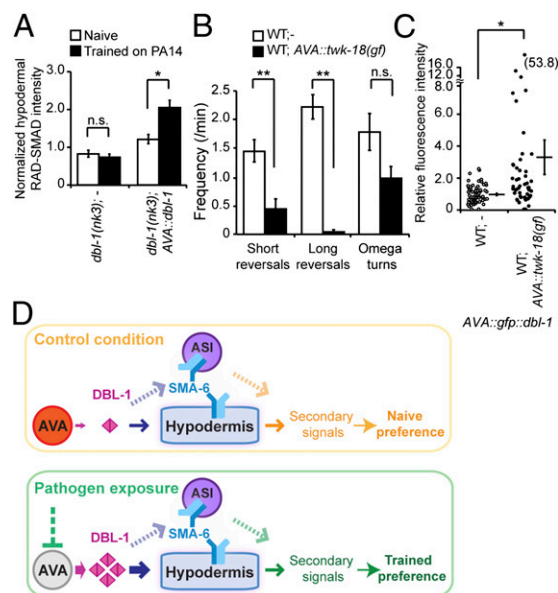 A
Naive
Trained on PA14
Normalized hypodermal
RAD-SMAD intensity
3.0
2.0
1.0
0
n.s.
*
dbl-1(nk3); -
dbl-1(nk3);
AVA::dbl-1
B
WT;-
WT; AVA::twk-18(gf)
Frequency (/min)
2.5
2.0
1.5
1.0
0.5
0
**
**
n.s.
Short
reversals
Long
reversals
Omega
turns
C
Relative fluorescence intensity
*
(53.8)
16.0
12.0
8.0
6.0
4.0
2.0
0
WT; -
WT;
AVA::twk-18(gf)
AVA::gfp::dbl-1
D
Control condition
ASI
DBL-1
SMA-6
AVA
Hypodermis
Secondary
signals
Naive
preference
Pathogen exposure
ASI
DBL-1
SMA-6
AVA
Hypodermis
Secondary
signals
Trained
preference